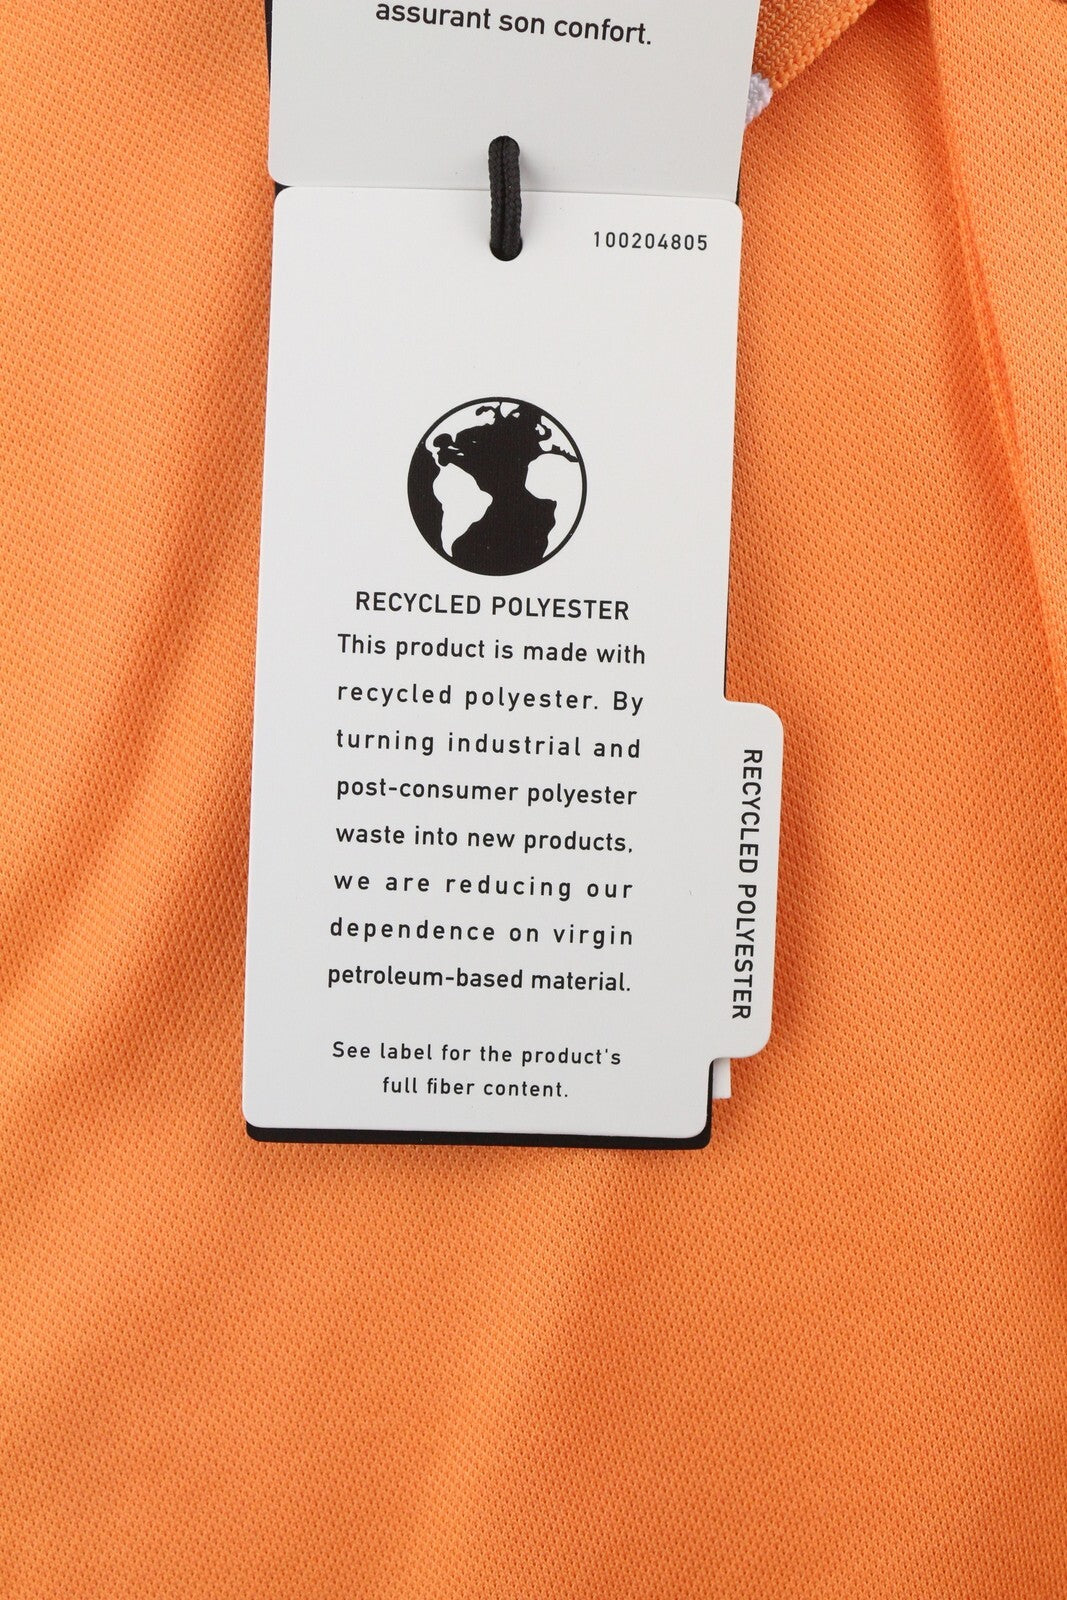 assurant son confort.
100204805
RECYCLED POLYESTER
This product is made with
recycled polyester. By
turning industrial and
post-consumer polyester
waste into new products,
we are reducing our
dependence on virgin
petroleum-based material.
See label for the product's
full fiber content.
RECYCLED POLYESTER